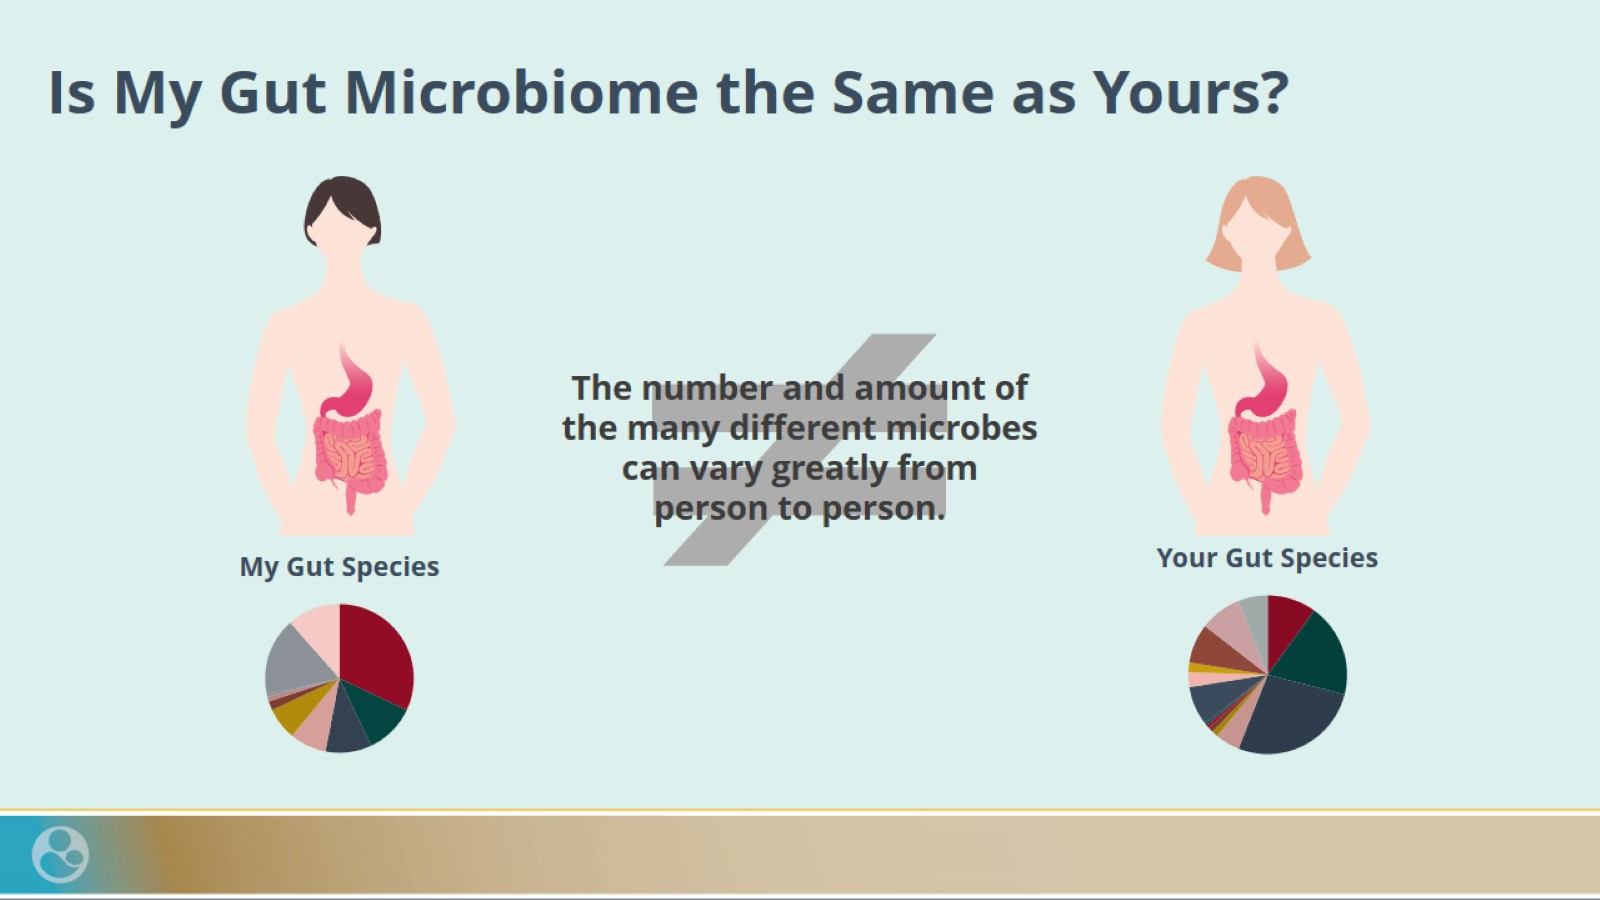 Is My Gut Microbiome the Same as Yours?
The number and amount of
the many different microbes
can vary greatly from
person to person.
My Gut Species
Your Gut Species